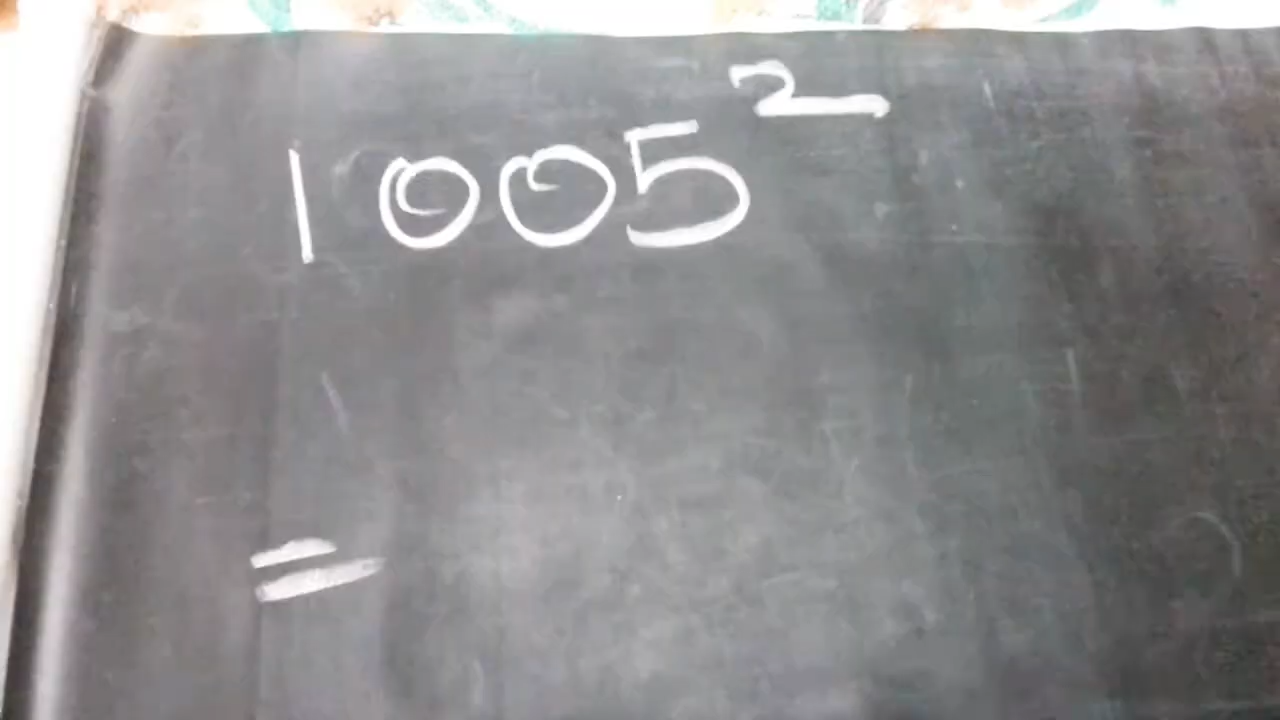 1005²
=